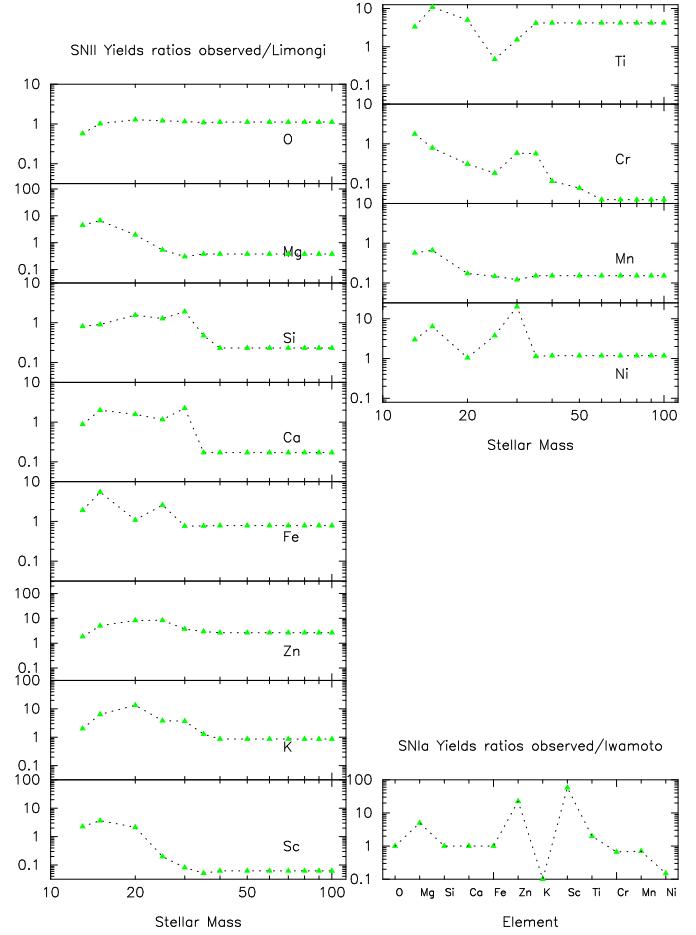 SNII Yields ratios observed/Limongi
10
1
0.1
O
100
10
1
0.1
Mg
10
1
0.1
Si
10
1
0.1
Ca
10
1
0.1
Fe
100
10
1
0.1
Zn
100
10
1
0.1
K
100
10
1
0.1
Sc
10 20 50 100
Stellar Mass
10
1
0.1
Ti
10
1
0.1
Cr
1
0.1
Mn
10
1
0.1
Ni
10 20 50 100
Stellar Mass
SNIa Yields ratios observed/Iwamoto
100
10
1
0.1
O Mg Si Ca Fe Zn K Sc Ti Cr Mn Ni
Element